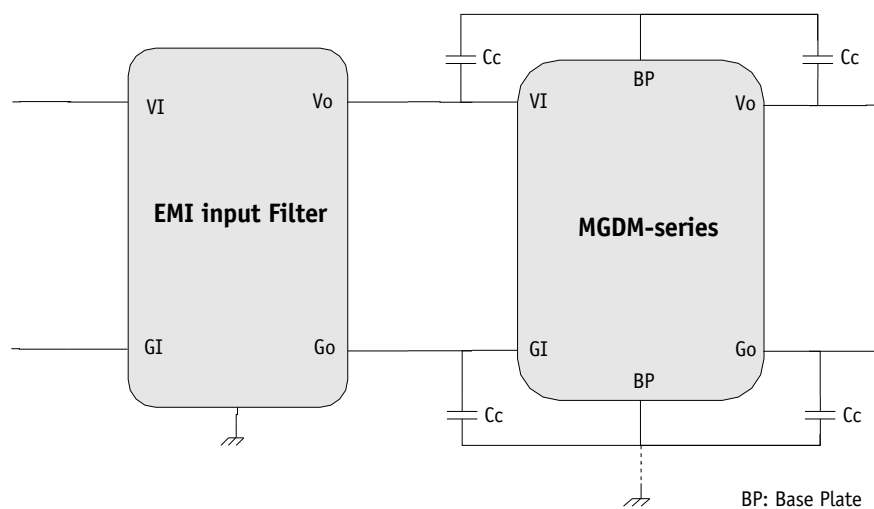 Cc
Cc
BP
VI
Vo
VI
Vo
EMI input Filter
MGDM-series
GI
Go
GI
Go
BP
Cc
Cc
BP: Base Plate